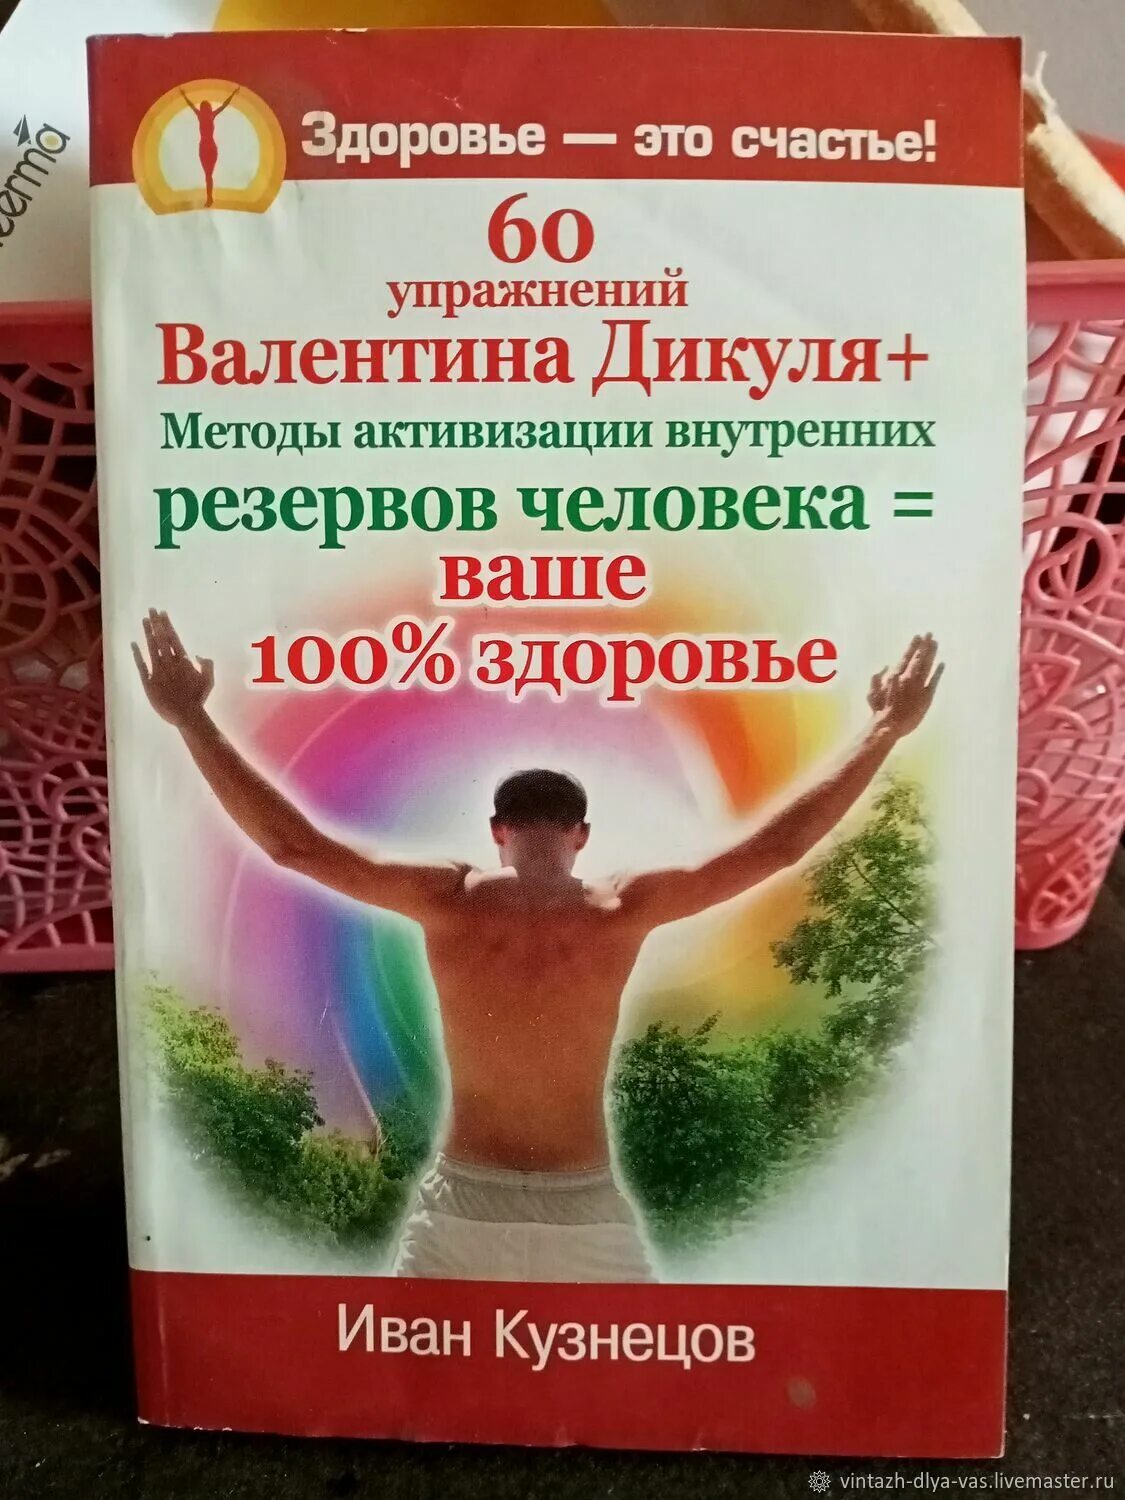 Здоровье — это счастье!
60
упражнений
Валентина Дикуля+
Методы активизации внутренних
резервов человека =
ваше
100% здоровье
Иван Кузнецов
vintazh-dlya-vas.livemaster.ru